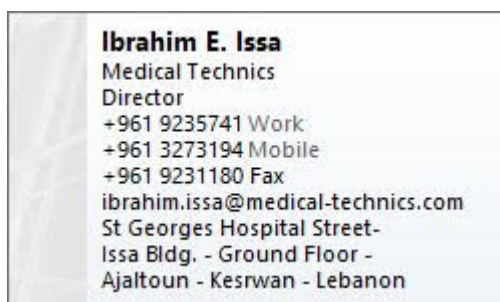 Ibrahim E. Issa
Medical Technics
Director
+961 9235741 Work
+961 3273194 Mobile
+961 9231180 Fax
ibrahim.issa@medical-technics.com
St Georges Hospital Street-
Issa Bldg. - Ground Floor -
Ajaltoun - Kesrwan - Lebanon